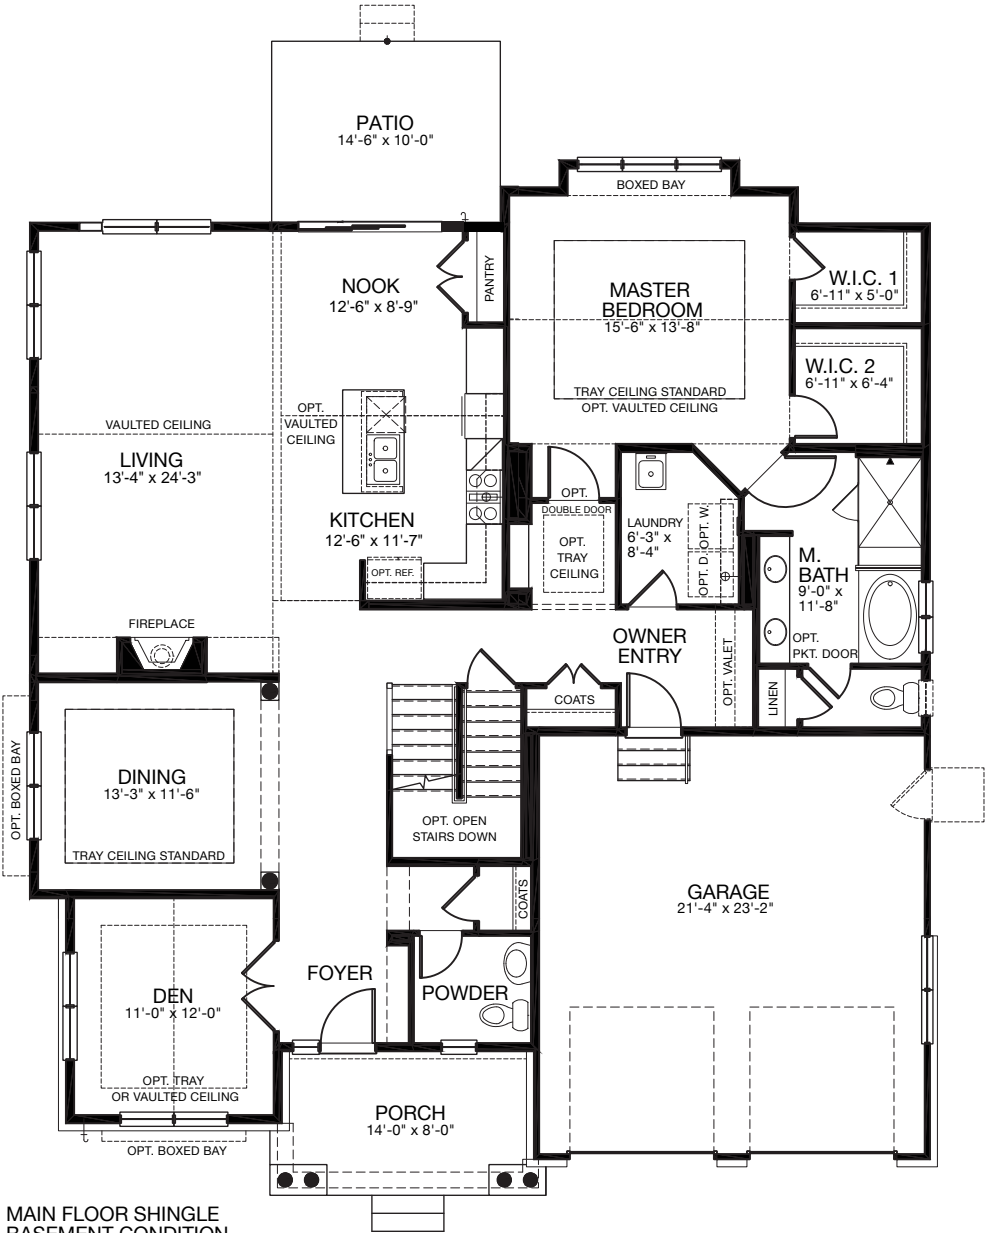 PATIO
14'-6" x 10'-0"
BOXED BAY
NOOK
12'-6" x 8'-9"
PANTRY
MASTER
BEDROOM
15'-6" x 13'-8"
W.I.C. 1
6'-11" x 5'-0"
W.I.C. 2
6'-11" x 6'-4"
TRAY CEILING STANDARD
OPT. VAULTED CEILING
VAULTED CEILING
OPT.
VAULTED
CEILING
LIVING
13'-4" x 24'-3"
KITCHEN
12'-6" x 11'-7"
OPT. REF.
OPT.
DOUBLE DOOR
OPT.
TRAY
CEILING
LAUNDRY
6'-3" x
8'-4"
OPT. D.
OPT. W.
M.
BATH
9'-0" x
11'-8"
OPT.
PKT. DOOR
FIREPLACE
OWNER
ENTRY
OPT. VALET
LINEN
COATS
OPT. BOXED BAY
DINING
13'-3" x 11'-6"
TRAY CEILING STANDARD
OPT. OPEN
STAIRS DOWN
COATS
GARAGE
21'-4" x 23'-2"
FOYER
POWDER
DEN
11'-0" x 12'-0"
OPT. TRAY
OR VAULTED CEILING
OPT. BOXED BAY
PORCH
14'-0" x 8'-0"
MAIN FLOOR SHINGLE
BASEMENT CONDITION